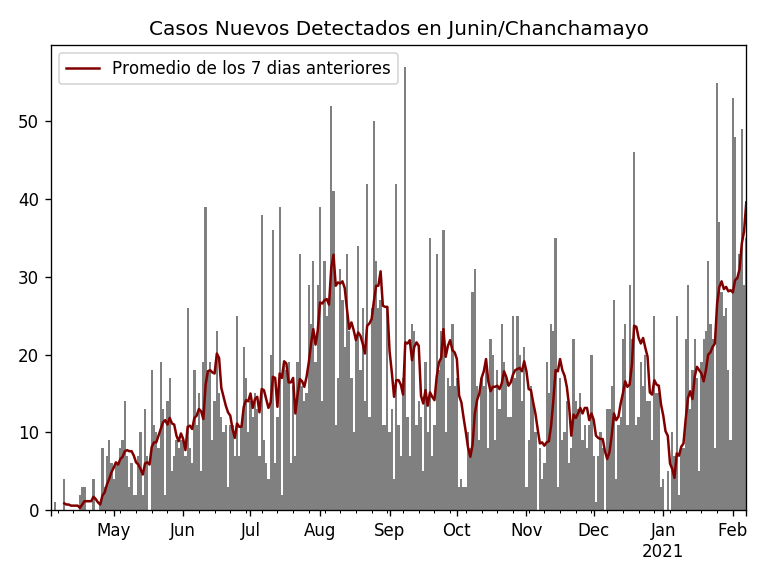 Casos Nuevos Detectados en Junin/Chanchamayo
Promedio de los 7 dias anteriores
50
40
30
20
10
0
May Jun Jul Aug Sep Oct Nov Dec Jan Feb
2021